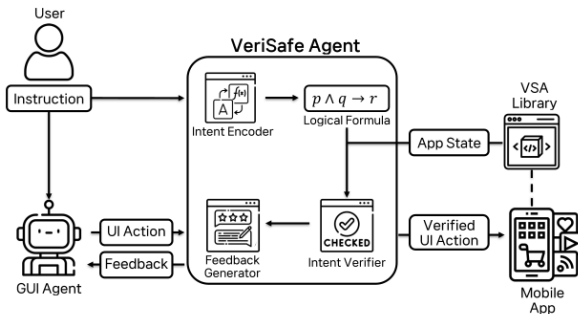 User
VeriSafe Agent
Instruction
f(x)
A
Intent Encoder
p ∧ q → r
Logical Formula
VSA
Library
App State
</>
UI Action
Feedback
GUI Agent
Feedback
Generator
CHECKED
Intent Verifier
Verified
UI Action
Mobile
App